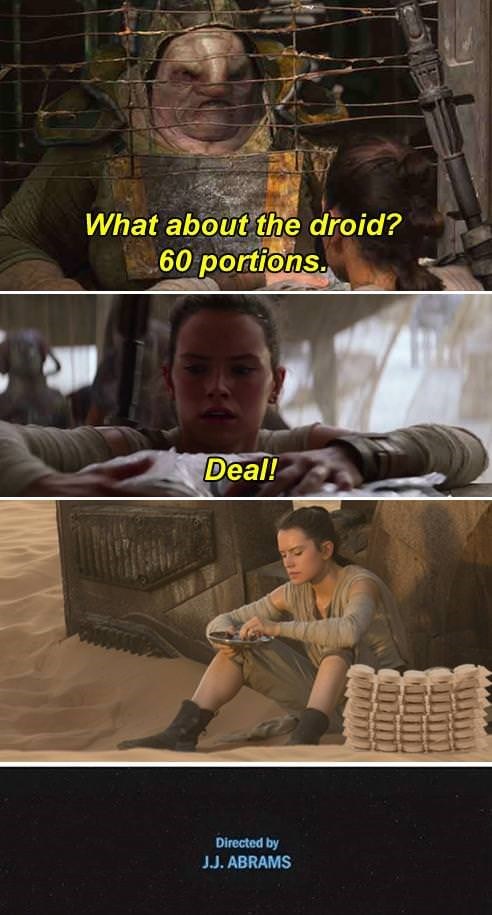 What about the droid?
60 portions.
Deal!
Directed by
J.J. ABRAMS